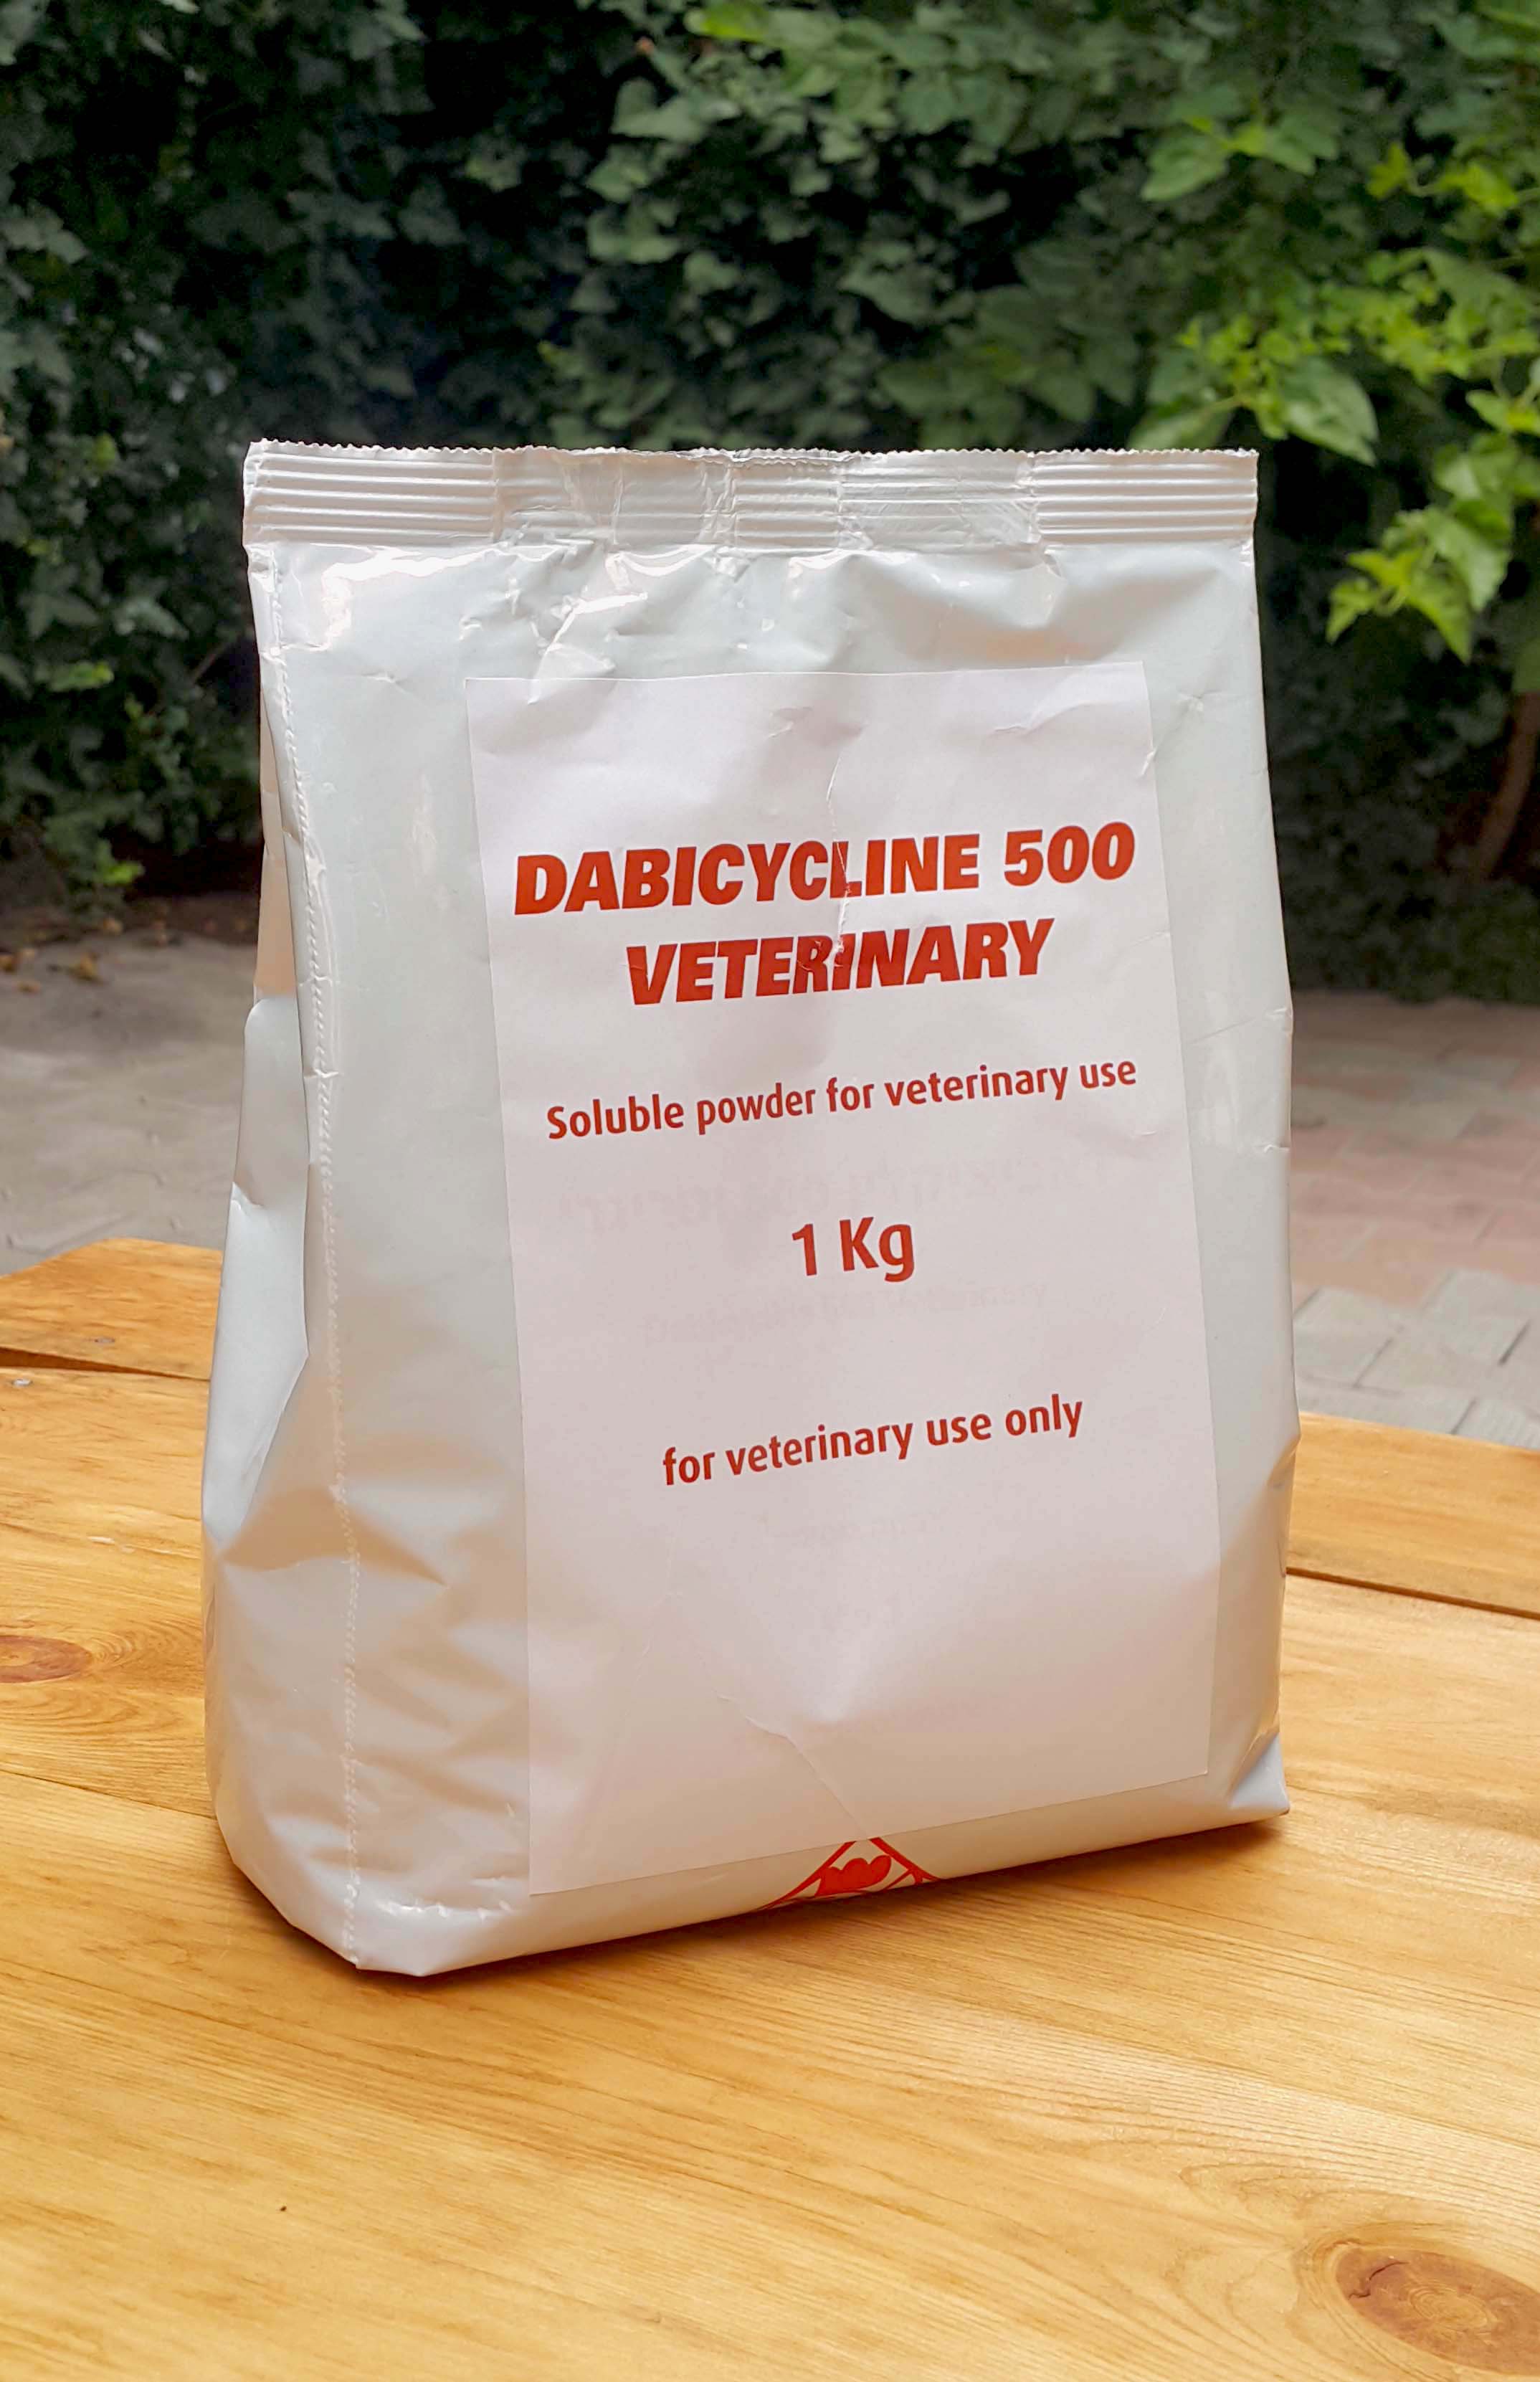 DABICYCLINE 500
VETERINARY
Soluble powder for veterinary use
1 Kg
for veterinary use only